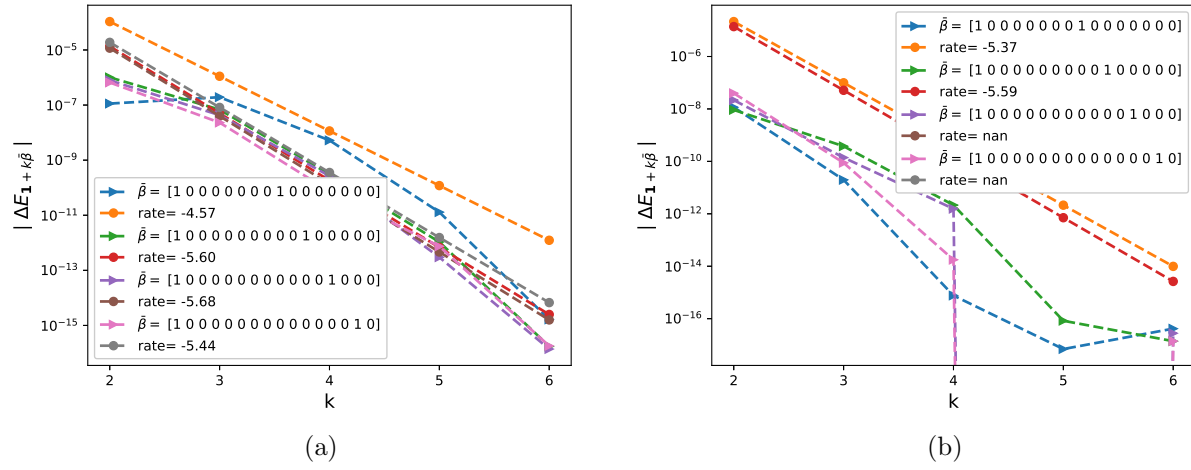 | ΔE_{𝟏 + kβ̄} |
10⁻⁵
10⁻⁷
10⁻⁹
10⁻¹¹
10⁻¹³
10⁻¹⁵
β̄ = [1 0 0 0 0 0 0 0 1 0 0 0 0 0 0 0]
rate= -4.57
β̄ = [1 0 0 0 0 0 0 0 0 0 1 0 0 0 0 0]
rate= -5.60
β̄ = [1 0 0 0 0 0 0 0 0 0 0 0 1 0 0 0]
rate= -5.68
β̄ = [1 0 0 0 0 0 0 0 0 0 0 0 0 0 1 0]
rate= -5.44
2 3 4 5 6
k
(a)
| ΔE_{𝟏 + kβ̄} |
10⁻⁶
10⁻⁸
10⁻¹⁰
10⁻¹²
10⁻¹⁴
10⁻¹⁶
β̄ = [1 0 0 0 0 0 0 0 1 0 0 0 0 0 0 0]
rate= -5.37
β̄ = [1 0 0 0 0 0 0 0 0 0 1 0 0 0 0 0]
rate= -5.59
β̄ = [1 0 0 0 0 0 0 0 0 0 0 0 1 0 0 0]
rate= nan
β̄ = [1 0 0 0 0 0 0 0 0 0 0 0 0 0 1 0]
rate= nan
2 3 4 5 6
k
(b)